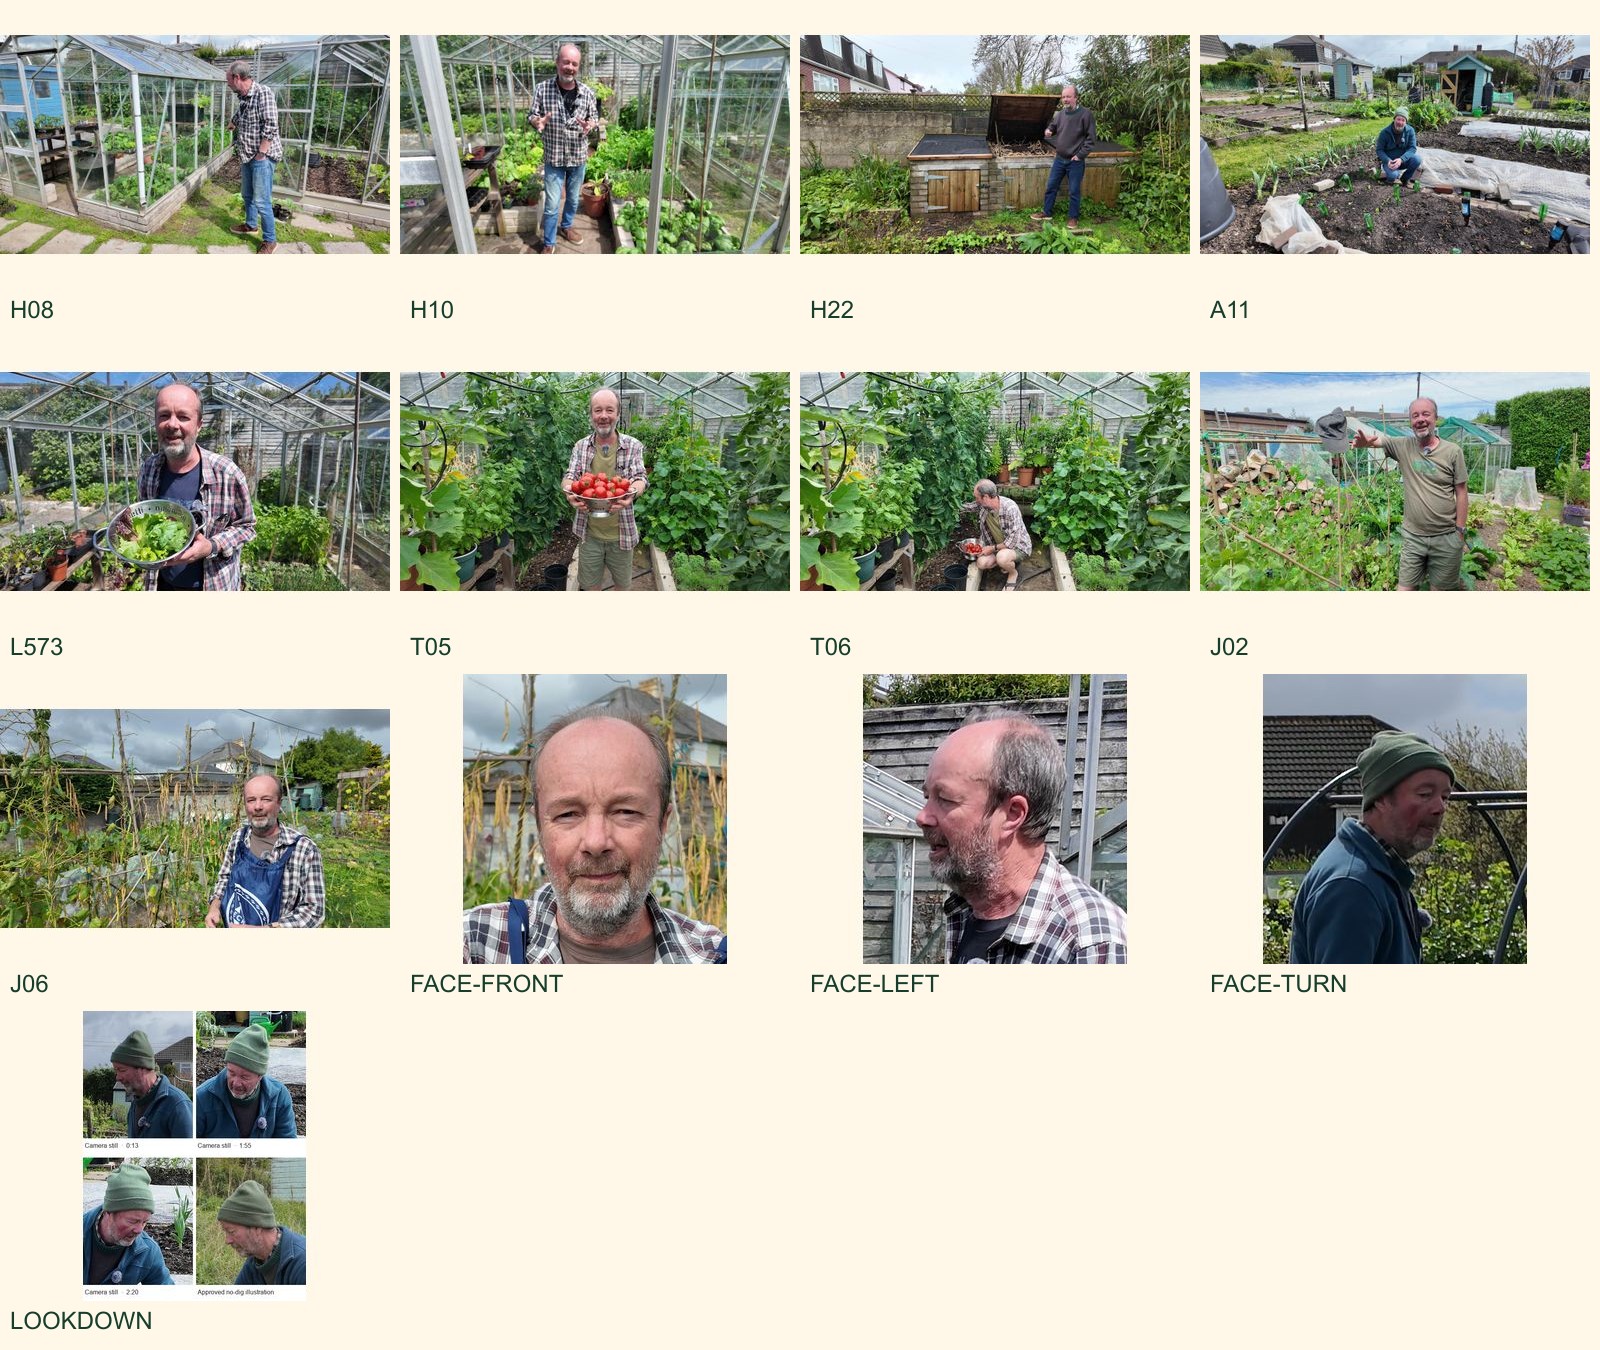 H08
H10
H22
A11
L573
T05
T06
J02
J06
FACE-FRONT
FACE-LEFT
FACE-TURN
Camera still · 0:13
Camera still · 1:55
Camera still · 2:20
Approved no-dig illustration
LOOKDOWN